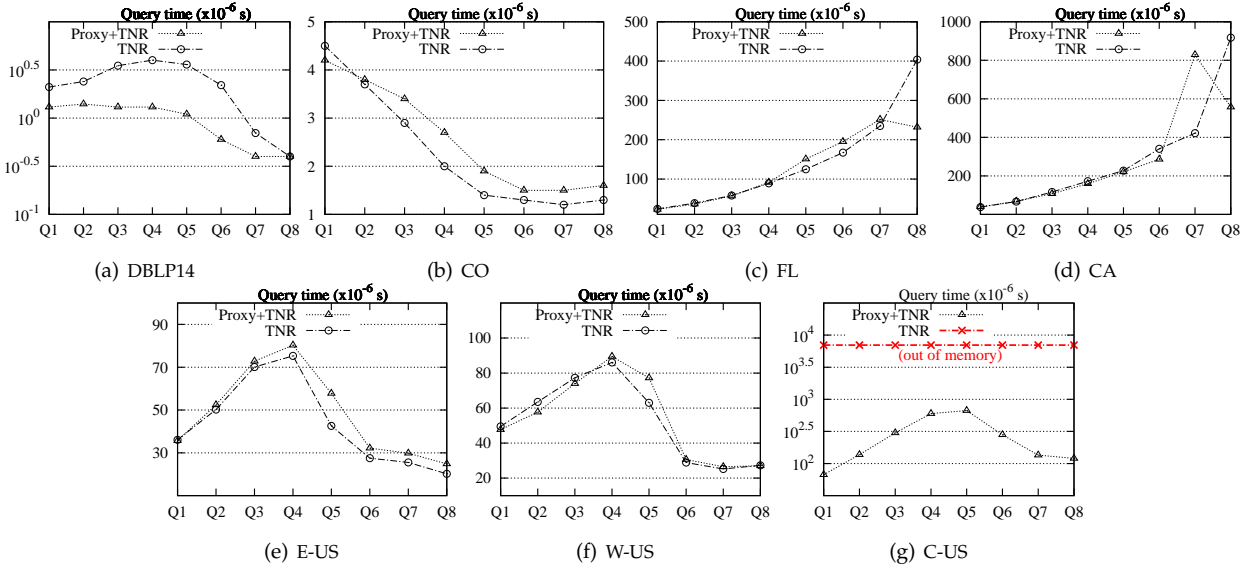 Query time (x10^-6 s)
Proxy+TNR
TNR
10^0.5
10^0
10^-0.5
10^-1
Q1 Q2 Q3 Q4 Q5 Q6 Q7 Q8
(a) DBLP14
Query time (x10^-6 s)
Proxy+TNR
TNR
5
4
3
2
1
Q1 Q2 Q3 Q4 Q5 Q6 Q7 Q8
(b) CO
Query time (x10^-6 s)
Proxy+TNR
TNR
500
400
300
200
100
Q1 Q2 Q3 Q4 Q5 Q6 Q7 Q8
(c) FL
Query time (x10^-6 s)
Proxy+TNR
TNR
1000
800
600
400
200
Q1 Q2 Q3 Q4 Q5 Q6 Q7 Q8
(d) CA
Query time (x10^-6 s)
Proxy+TNR
TNR
90
70
50
30
Q1 Q2 Q3 Q4 Q5 Q6 Q7 Q8
(e) E-US
Query time (x10^-6 s)
Proxy+TNR
TNR
100
80
60
40
20
Q1 Q2 Q3 Q4 Q5 Q6 Q7 Q8
(f) W-US
Query time (x10^-6 s)
Proxy+TNR
TNR
(out of memory)
10^4
10^3.5
10^3
10^2.5
10^2
Q1 Q2 Q3 Q4 Q5 Q6 Q7 Q8
(g) C-US